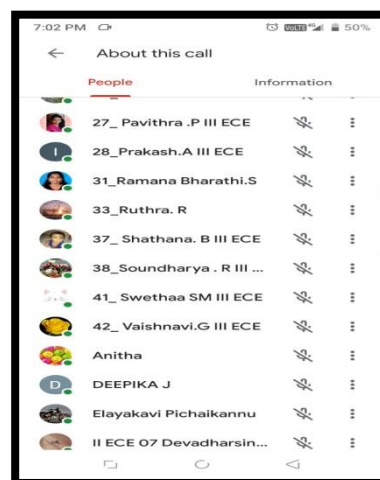 7:02 PM
50%
About this call
People Information
27_ Pavithra .P III ECE
I 28_Prakash.A III ECE
31_Ramana Bharathi.S
33_Ruthra. R
37_ Shathana. B III ECE
38_Soundharya . R III ...
41_ Swethaa SM III ECE
42_ Vaishnavi.G III ECE
Anitha
D DEEPIKA J
Elayakavi Pichaikannu
II ECE 07 Devadharsin...